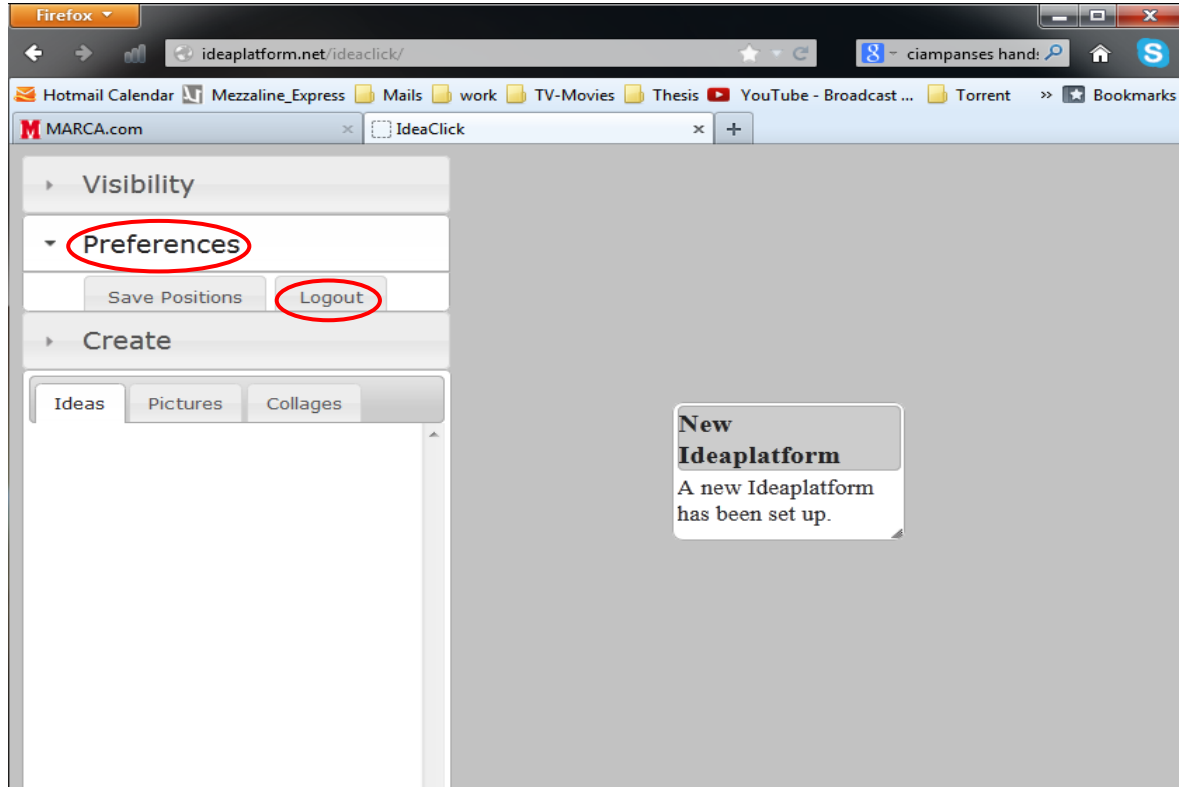 Firefox
ideaplatform.net/ideaclick/
8
ciampanses hand:
S
Hotmail Calendar Mezzaline_Express Mails work TV-Movies Thesis YouTube - Broadcast ... Torrent » Bookmarks
M MARCA.com × IdeaClick × +
Visibility
Preferences
Save Positions Logout
Create
Ideas Pictures Collages
New
Ideaplatform
A new Ideaplatform
has been set up.